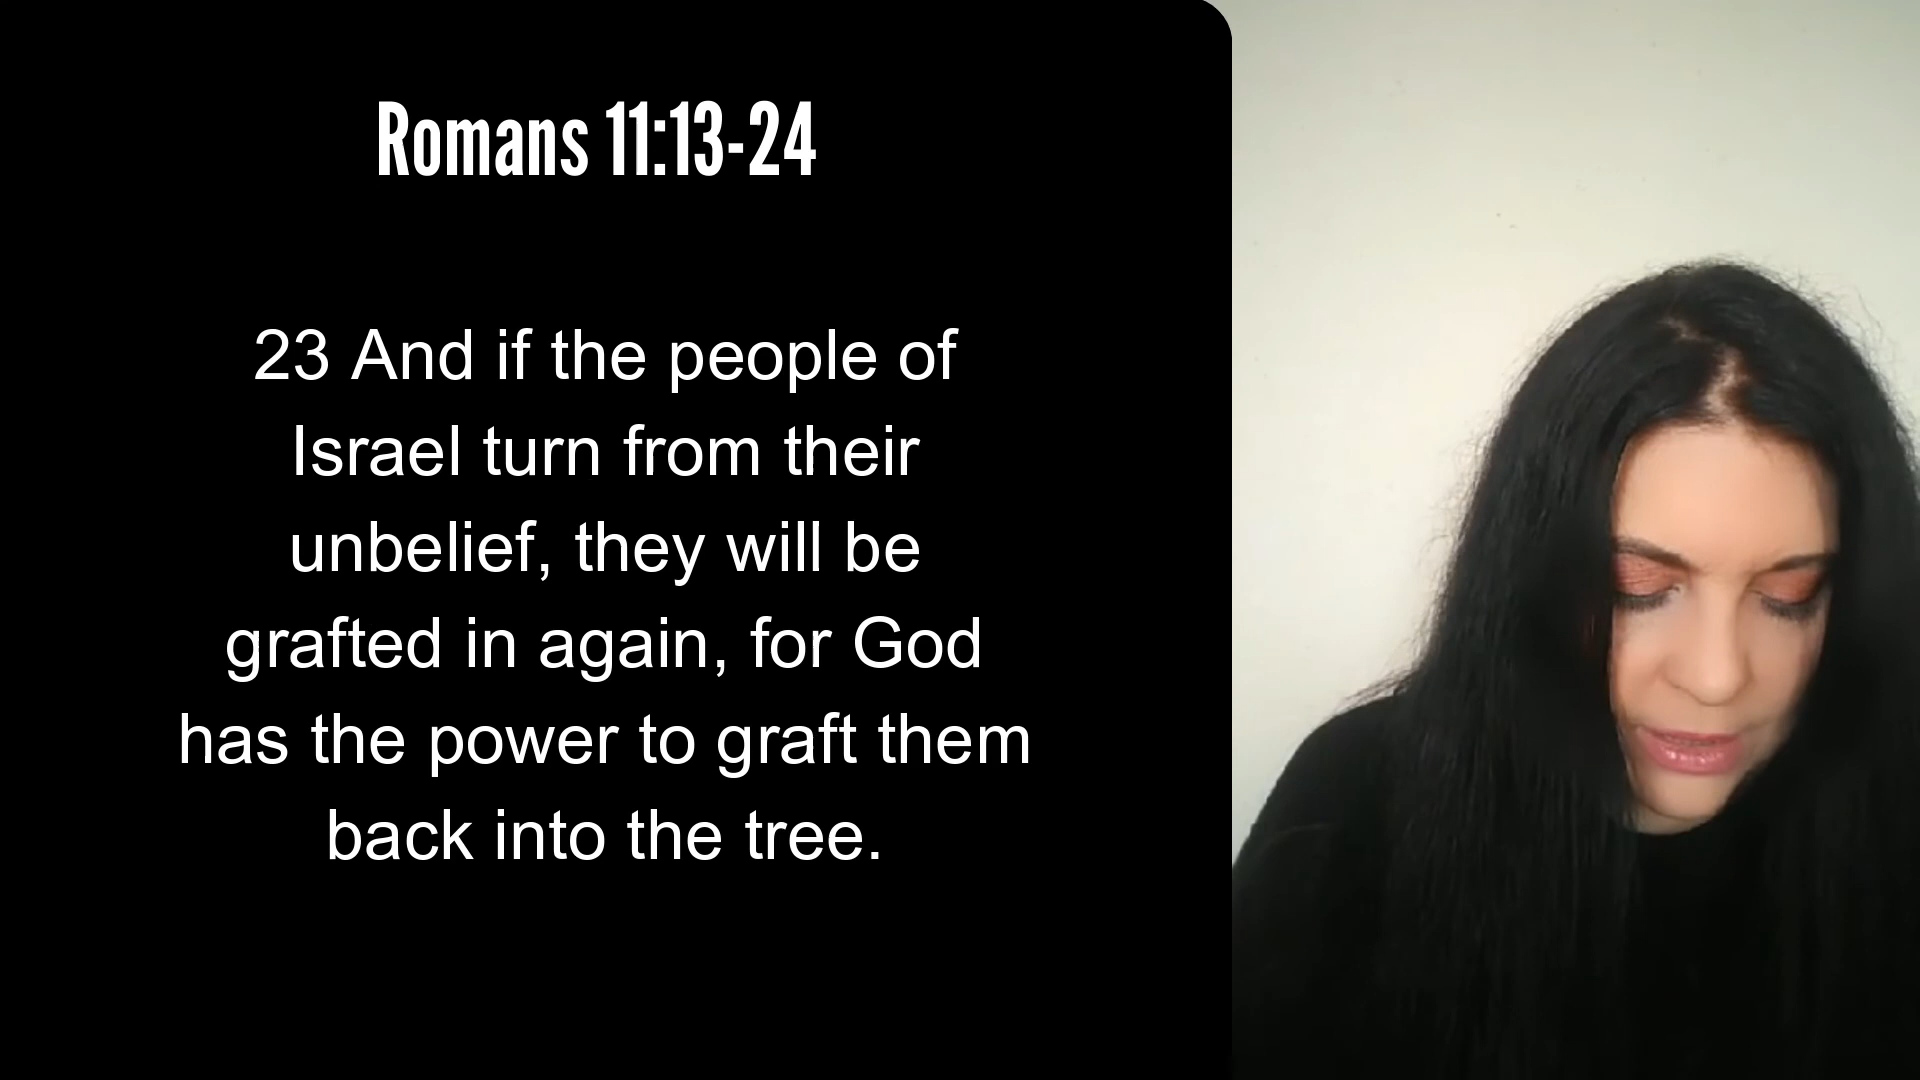 Romans 11:13-24
23 And if the people of
Israel turn from their
unbelief, they will be
grafted in again, for God
has the power to graft them
back into the tree.